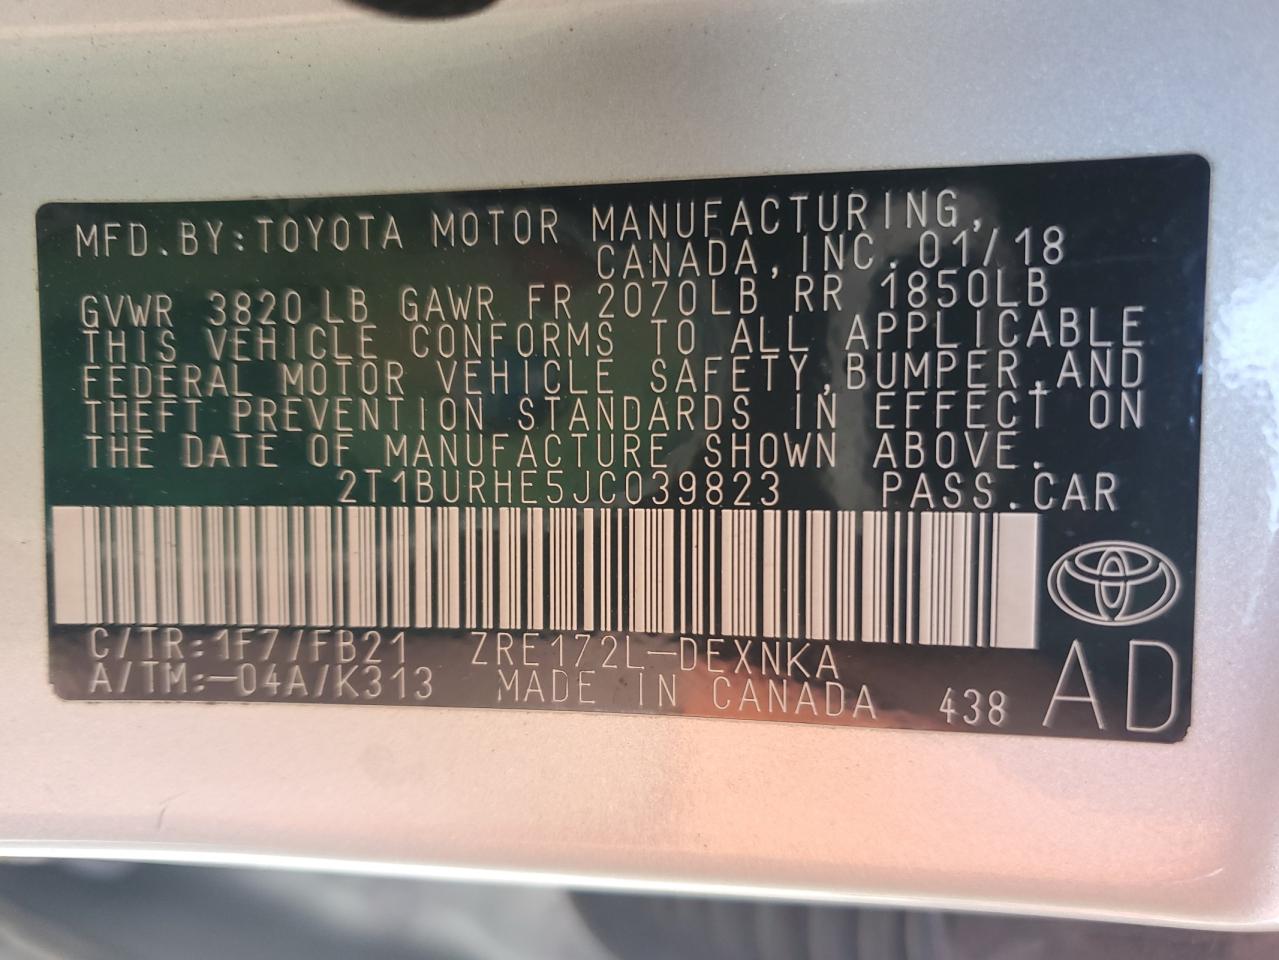 MFD.BY:TOYOTA MOTOR MANUFACTURING,
CANADA,INC.01/18
GVWR 3820LB GAWR FR 2070LB RR 1850LB
THIS VEHICLE CONFORMS TO ALL APPLICABLE
FEDERAL MOTOR VEHICLE SAFETY,BUMPER,AND
THEFT PREVENTION STANDARDS IN EFFECT ON
THE DATE OF MANUFACTURE SHOWN ABOVE.
2T1BURHE5JC039823 PASS.CAR
C/TR:1F7/FB21 ZRE172L-DEXNKA
A/TM:-04A/K313 MADE IN CANADA 438 AD